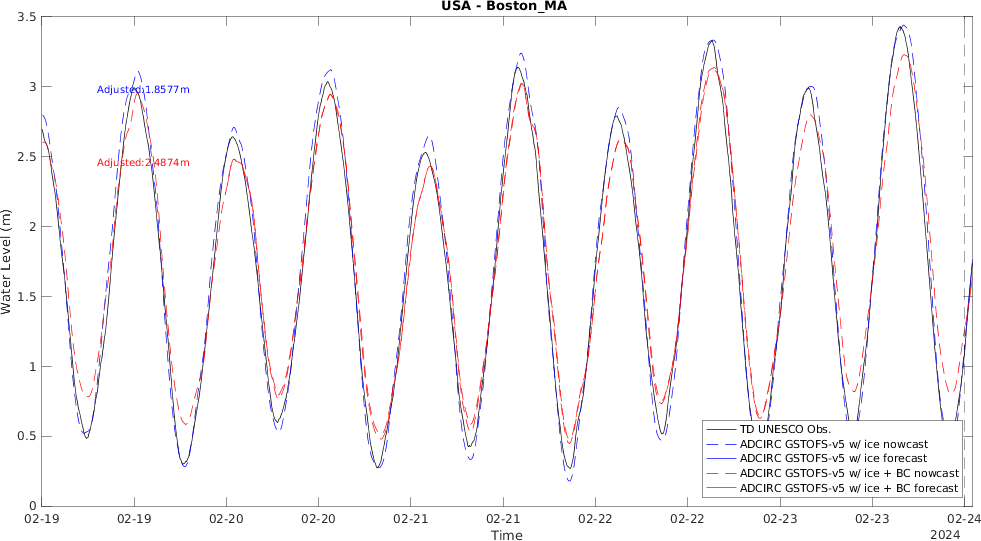 USA - Boston_MA
3.5
3
2.5
2
1.5
1
0.5
0
Water Level (m)
Adjusted:1.8577m
Adjusted:2.4874m
TD UNESCO Obs.
ADCIRC GSTOFS-v5 w/ ice nowcast
ADCIRC GSTOFS-v5 w/ ice forecast
ADCIRC GSTOFS-v5 w/ ice + BC nowcast
ADCIRC GSTOFS-v5 w/ ice + BC forecast
02-19 02-19 02-20 02-20 02-21 02-21 02-22 02-22 02-23 02-23 02-24
Time
2024